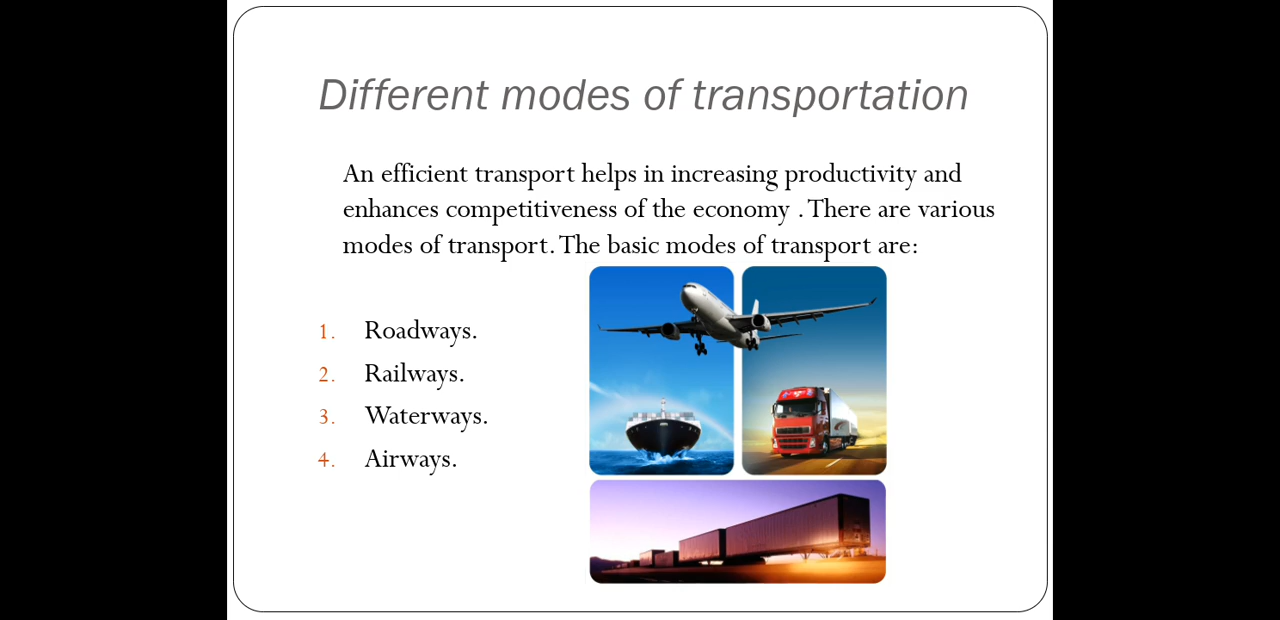 Different modes of transportation
An efficient transport helps in increasing productivity and
enhances competitiveness of the economy . There are various
modes of transport. The basic modes of transport are:
1. Roadways.
2. Railways.
3. Waterways.
4. Airways.